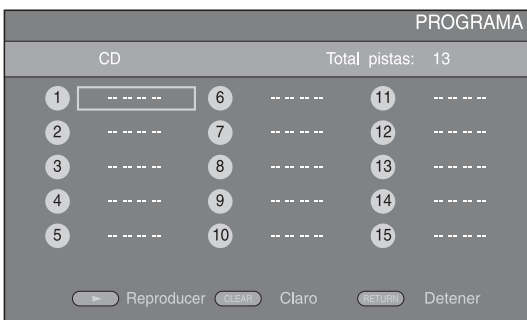 PROGRAMA
CD Total pistas: 13
1 -- -- -- -- 6 -- -- -- -- 11 -- -- -- --
2 -- -- -- -- 7 -- -- -- -- 12 -- -- -- --
3 -- -- -- -- 8 -- -- -- -- 13 -- -- -- --
4 -- -- -- -- 9 -- -- -- -- 14 -- -- -- --
5 -- -- -- -- 10 -- -- -- -- 15 -- -- -- --
Reproducer CLEAR Claro RETURN Detener